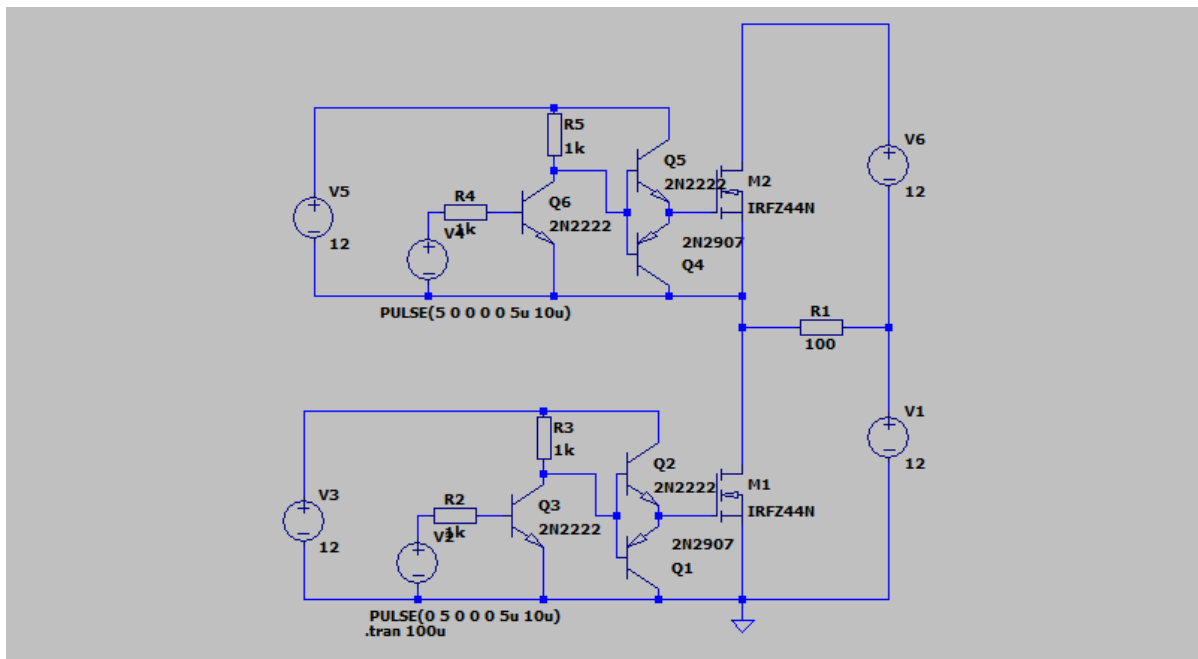 R5
1k
V6
12
Q5
2N2222
M2
IRFZ44N
V5
12
R4
1k
V4
Q6
2N2222
2N2907
Q4
PULSE(5 0 0 0 0 5u 10u)
R1
100
R3
1k
V1
12
Q2
2N2222
M1
IRFZ44N
V3
12
R2
1k
V2
Q3
2N2222
2N2907
Q1
PULSE(0 5 0 0 0 5u 10u)
.tran 100u